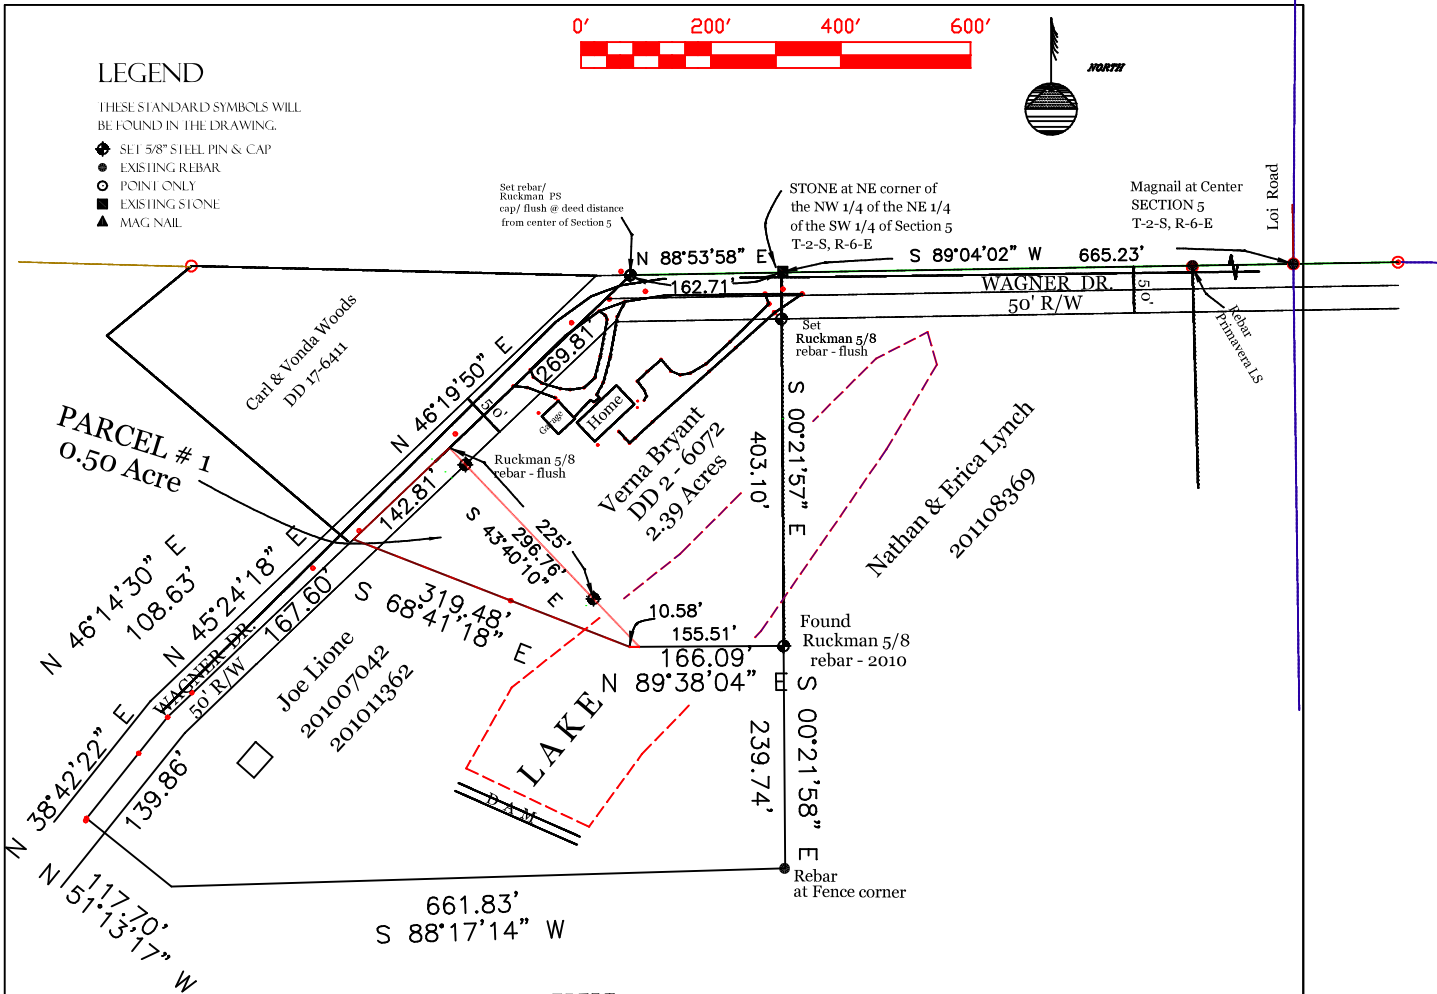 0'
200'
400'
600'
NORTH
LEGEND
THESE STANDARD SYMBOLS WILL
BE FOUND IN THE DRAWING.
SET 5/8" STEEL PIN & CAP
EXISTING REBAR
POINT ONLY
EXISTING STONE
MAG NAIL
Set rebar/
Ruckman PS
cap/ flush @ deed distance
from center of Section 5
STONE at NE corner of
the NW 1/4 of the NE 1/4
of the SW 1/4 of Section 5
T-2-S, R-6-E
Magnail at Center
SECTION 5
T-2-S, R-6-E
Loi Road
N 88°53'58" E
S 89°04'02" W
665.23'
162.71'
WAGNER DR.
50' R/W
50'
Rebar
Primavera LS
Set
Ruckman 5/8
rebar - flush
Carl & Vonda Woods
DD 17-6411
N 46°19'50" E
269.81'
50'
Garage
Home
PARCEL # 1
0.50 Acre
Ruckman 5/8
rebar - flush
142.81'
Verna Bryant
DD 2 - 6072
2.39 Acres
S 00°21'57" E
403.10'
Nathan & Erica Lynch
201108369
225'
296.76'
S 43°40'10" E
N 46°14'30" E
108.63'
N 45°24'18" E
167.60'
319.48'
S 68°41'18" E
10.58'
155.51'
166.09'
N 89°38'04" E
Found
Ruckman 5/8
rebar - 2010
WAGNER DR.
50' R/W
Joe Lione
201007042
201011362
LAKE
DAM
S 00°21'58" E
239.74'
N 38°42'22" E
139.86'
117.70'
N 51°13'17" W
661.83'
S 88°17'14" W
Rebar
at Fence corner